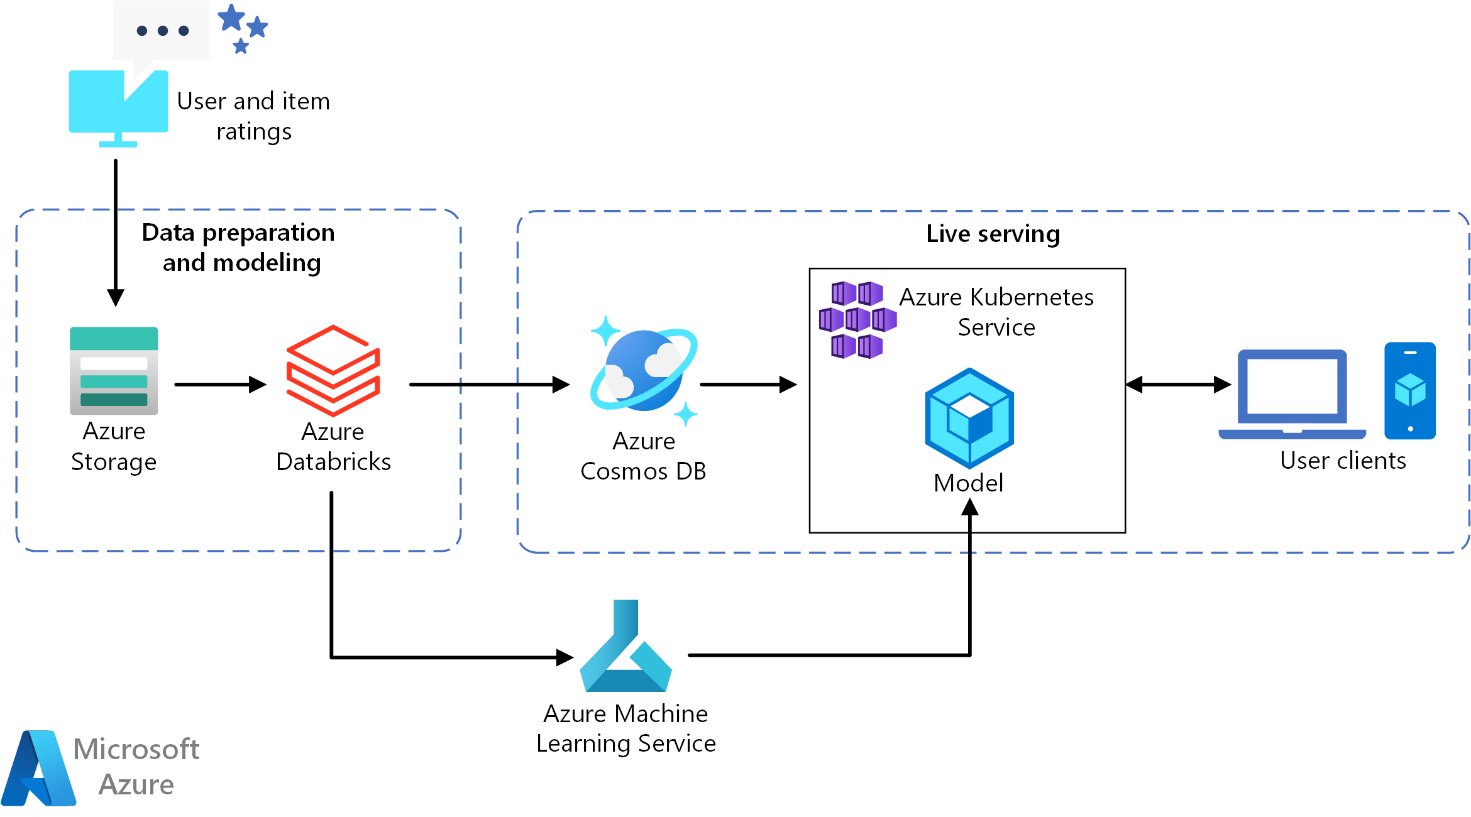 User and item
ratings
Data preparation
and modeling
Live serving
Azure Kubernetes
Service
Azure
Storage
Azure
Databricks
Azure
Cosmos DB
Model
User clients
Azure Machine
Learning Service
Microsoft
Azure